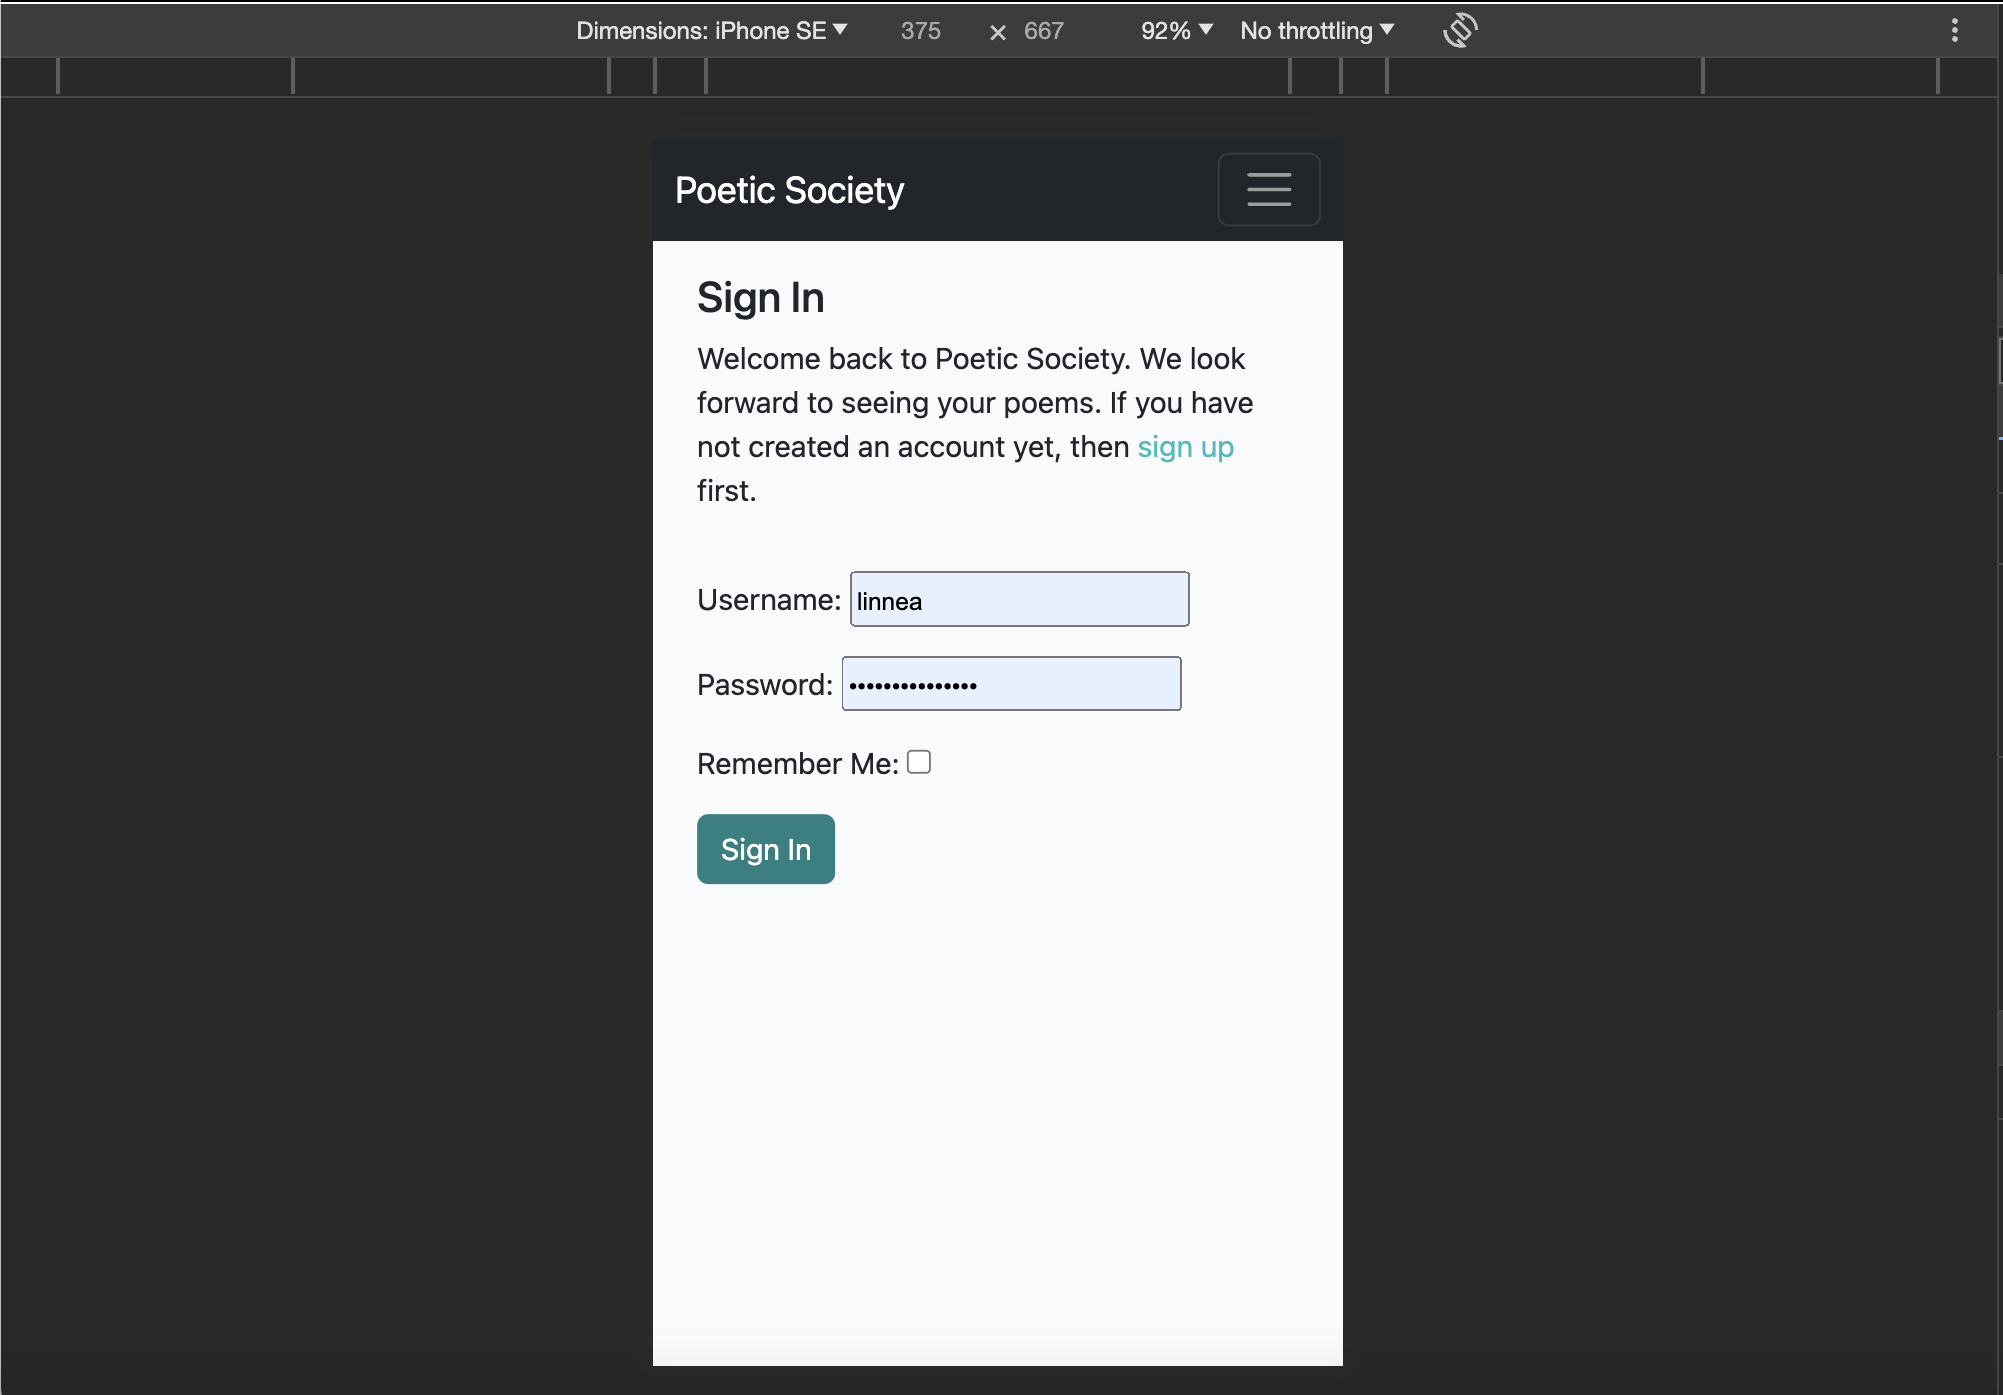 Dimensions: iPhone SE 375 × 667 92% No throttling
Poetic Society
Sign In
Welcome back to Poetic Society. We look
forward to seeing your poems. If you have
not created an account yet, then sign up
first.
Username: linnea
Password: •••••••••••••••
Remember Me:
Sign In